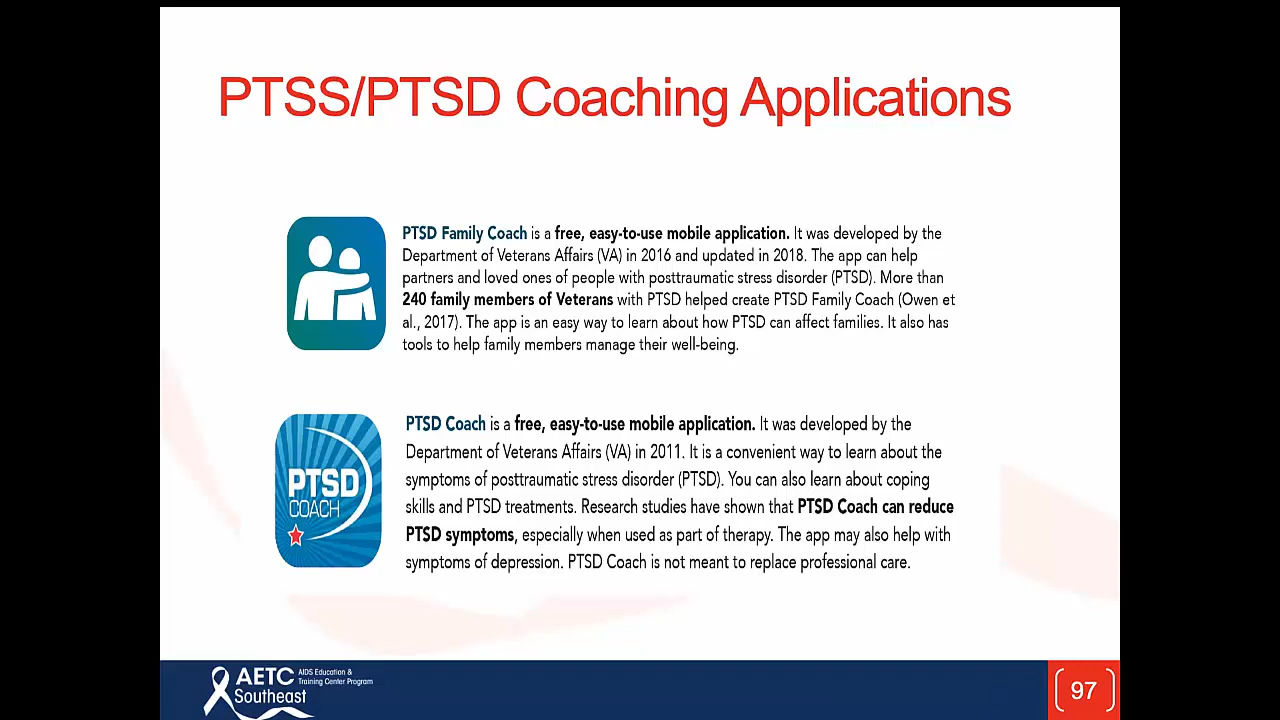 PTSS/PTSD Coaching Applications
PTSD Family Coach is a free, easy-to-use mobile application. It was developed by the
Department of Veterans Affairs (VA) in 2016 and updated in 2018. The app can help
partners and loved ones of people with posttraumatic stress disorder (PTSD). More than
240 family members of Veterans with PTSD helped create PTSD Family Coach (Owen et
al., 2017). The app is an easy way to learn about how PTSD can affect families. It also has
tools to help family members manage their well-being.
PTSD
COACH
PTSD Coach is a free, easy-to-use mobile application. It was developed by the
Department of Veterans Affairs (VA) in 2011. It is a convenient way to learn about the
symptoms of posttraumatic stress disorder (PTSD). You can also learn about coping
skills and PTSD treatments. Research studies have shown that PTSD Coach can reduce
PTSD symptoms, especially when used as part of therapy. The app may also help with
symptoms of depression. PTSD Coach is not meant to replace professional care.
AETC
Southeast
AIDS Education &
Training Center Program
97